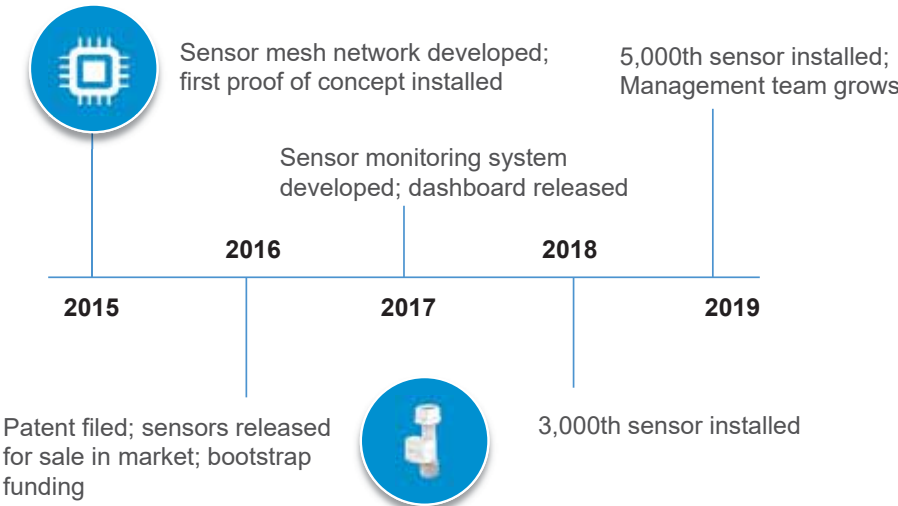 Sensor mesh network developed;
first proof of concept installed
5,000th sensor installed;
Management team grows
Sensor monitoring system
developed; dashboard released
2016
2018
2015
2017
2019
Patent filed; sensors released
for sale in market; bootstrap
funding
3,000th sensor installed